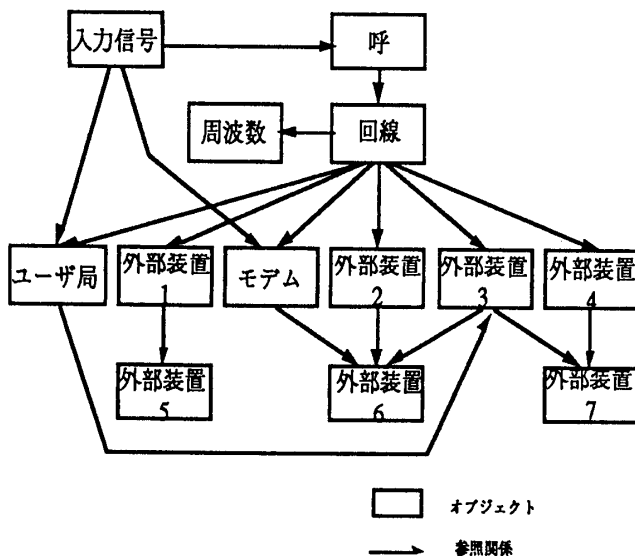 入力信号
呼
周波数
回線
ユーザ局
外部装置
1
モデム
外部装置
2
外部装置
3
外部装置
4
外部装置
5
外部装置
6
外部装置
7
オブジェクト
参照関係